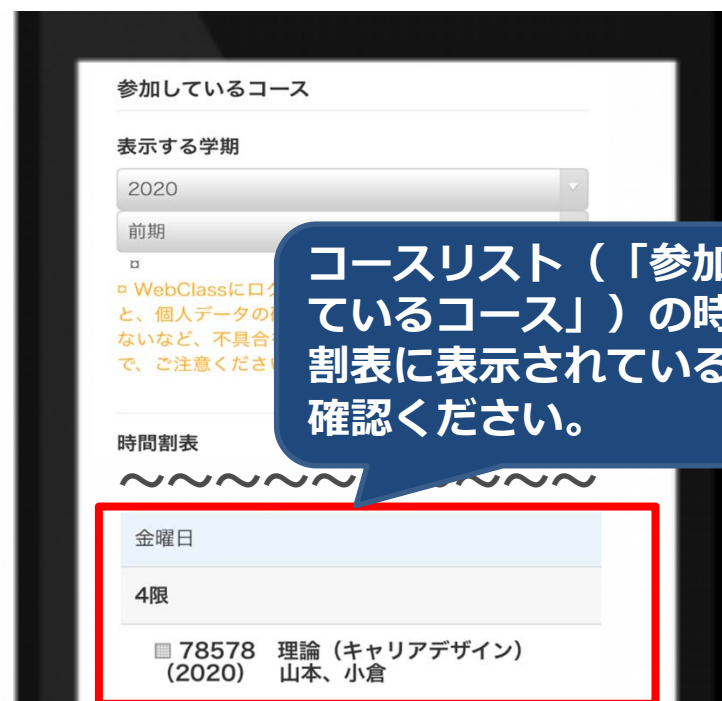 参加しているコース
表示する学期
2020
前期
¤
¤ WebClassにログ
と、個人データの
ないなど、不具合
で、ご注意くださ
コースリスト（「参加
ているコース」）の時
割表に表示されている
確認ください。
時間割表
〜〜〜〜〜〜〜〜〜
金曜日
4限
78578 理論（キャリアデザイン）
(2020) 山本、小倉